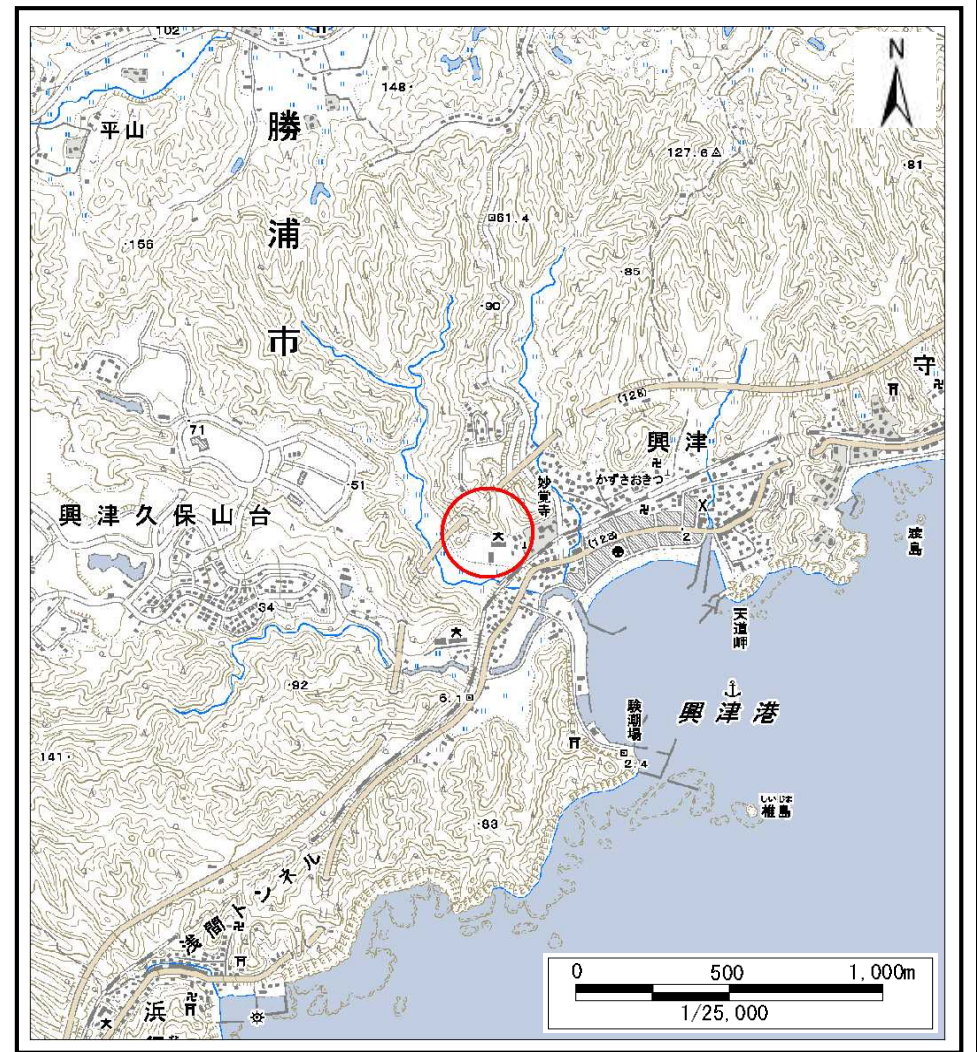 102
N
148
平山
勝
浦
市
127.6
81
61.4
156
85
90
(128)
守
71
興津
かずさおきつ
51
妙覚寺
興津久保山台
(128)
2
34
天道岬
92
6.1
興津港
験潮場
2.4
141
しいじま
椎島
83
浅間トンネル
浜
0 500 1,000m
1/25,000